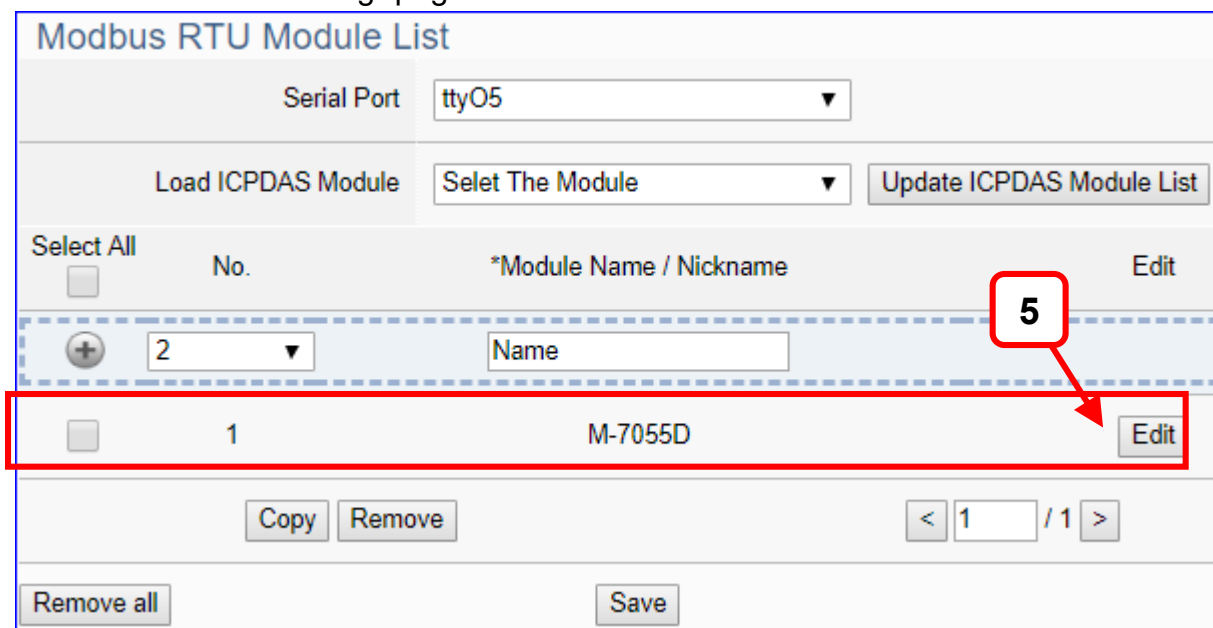 Modbus RTU Module List
Serial Port ttyO5
Load ICPDAS Module Selet The Module Update ICPDAS Module List
Select All No. *Module Name / Nickname Edit
5
2 Name
1 M-7055D Edit
Copy Remove < 1 / 1 >
Remove all Save